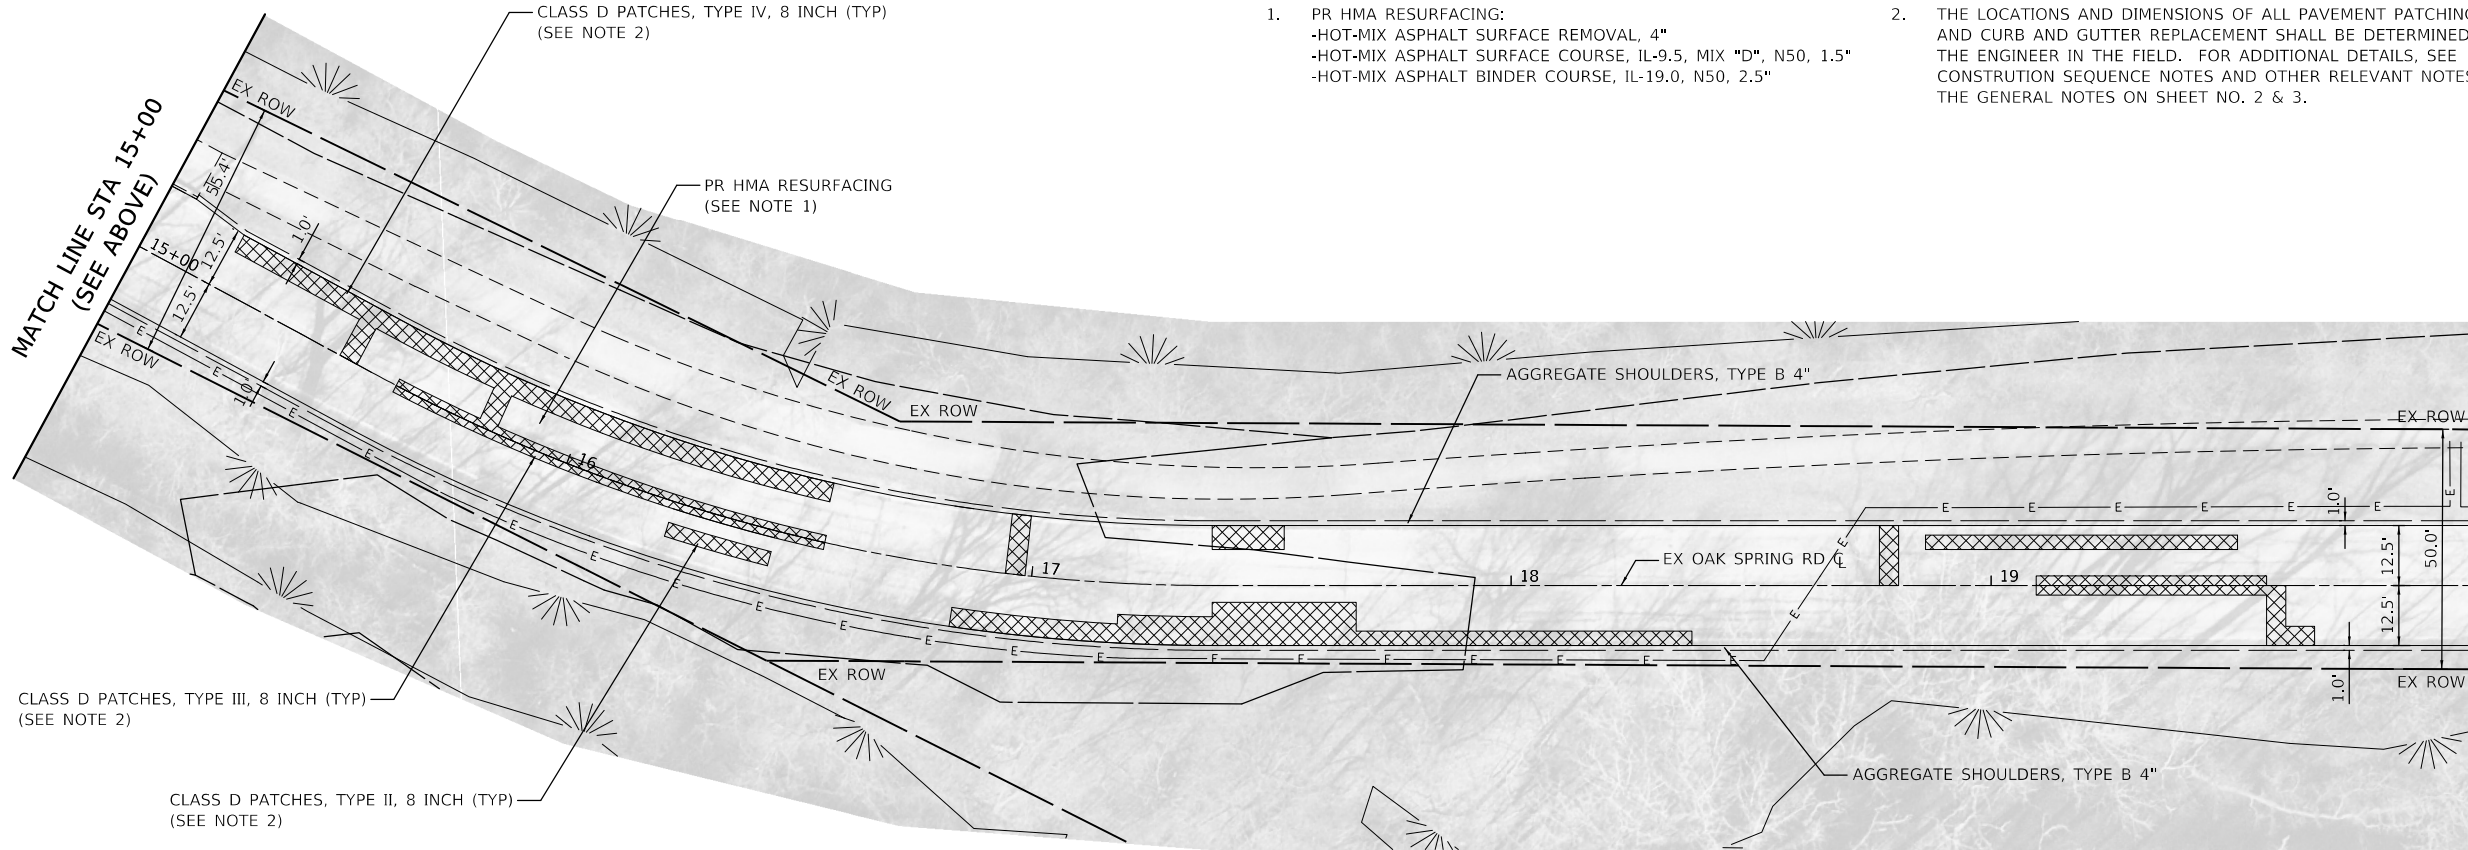 CLASS D PATCHES, TYPE IV, 8 INCH (TYP)
(SEE NOTE 2)
1. PR HMA RESURFACING:
-HOT-MIX ASPHALT SURFACE REMOVAL, 4"
-HOT-MIX ASPHALT SURFACE COURSE, IL-9.5, MIX "D", N50, 1.5"
-HOT-MIX ASPHALT BINDER COURSE, IL-19.0, N50, 2.5"
2. THE LOCATIONS AND DIMENSIONS OF ALL PAVEMENT PATCHING
AND CURB AND GUTTER REPLACEMENT SHALL BE DETERMINED
THE ENGINEER IN THE FIELD. FOR ADDITIONAL DETAILS, SEE
CONSTRUTION SEQUENCE NOTES AND OTHER RELEVANT NOTES
THE GENERAL NOTES ON SHEET NO. 2 & 3.
MATCH LINE STA 15+00
(SEE ABOVE)
EX ROW
55.4'
PR HMA RESURFACING
(SEE NOTE 1)
1.0'
15+00
12.5'
12.5'
E
EX ROW
1.0'
EX ROW
EX ROW
AGGREGATE SHOULDERS, TYPE B 4"
EX ROW
16
17
18
19
EX OAK SPRING RD CL
E E E E E E
1.0'
12.5'
50.0'
12.5'
1.0'
EX ROW
EX ROW
CLASS D PATCHES, TYPE III, 8 INCH (TYP)
(SEE NOTE 2)
AGGREGATE SHOULDERS, TYPE B 4"
CLASS D PATCHES, TYPE II, 8 INCH (TYP)
(SEE NOTE 2)